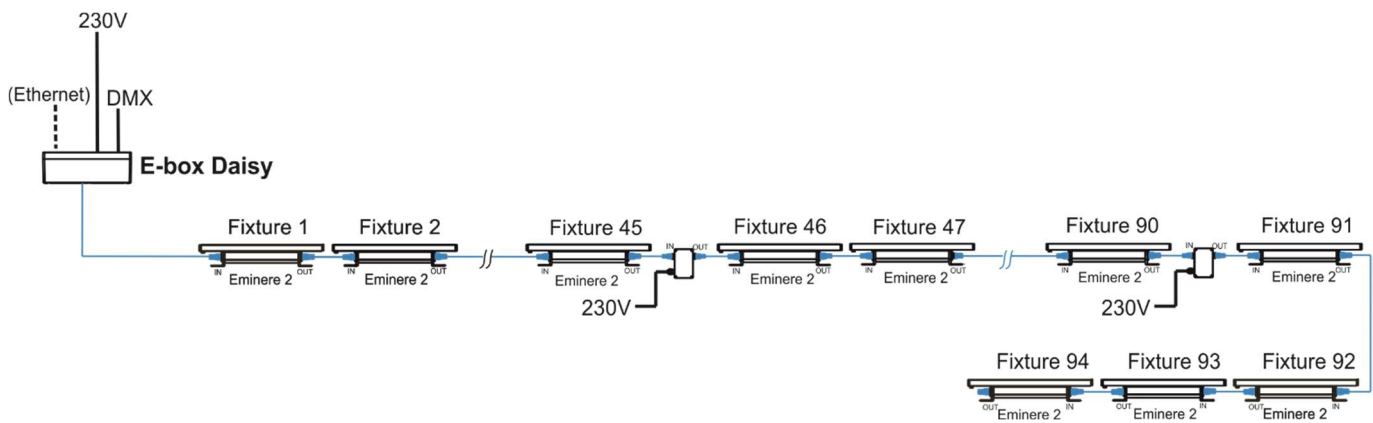 230V
(Ethernet) DMX
E-box Daisy
Fixture 1 Fixture 2 Fixture 45 Fixture 46 Fixture 47 Fixture 90 Fixture 91
IN OUT IN OUT IN OUT IN OUT IN OUT IN OUT IN OUT IN OUT IN OUT
Eminere 2 Eminere 2 Eminere 2 Eminere 2 Eminere 2 Eminere 2 Eminere 2
230V 230V
Fixture 94 Fixture 93 Fixture 92
OUT IN OUT IN OUT IN
Eminere 2 Eminere 2 Eminere 2